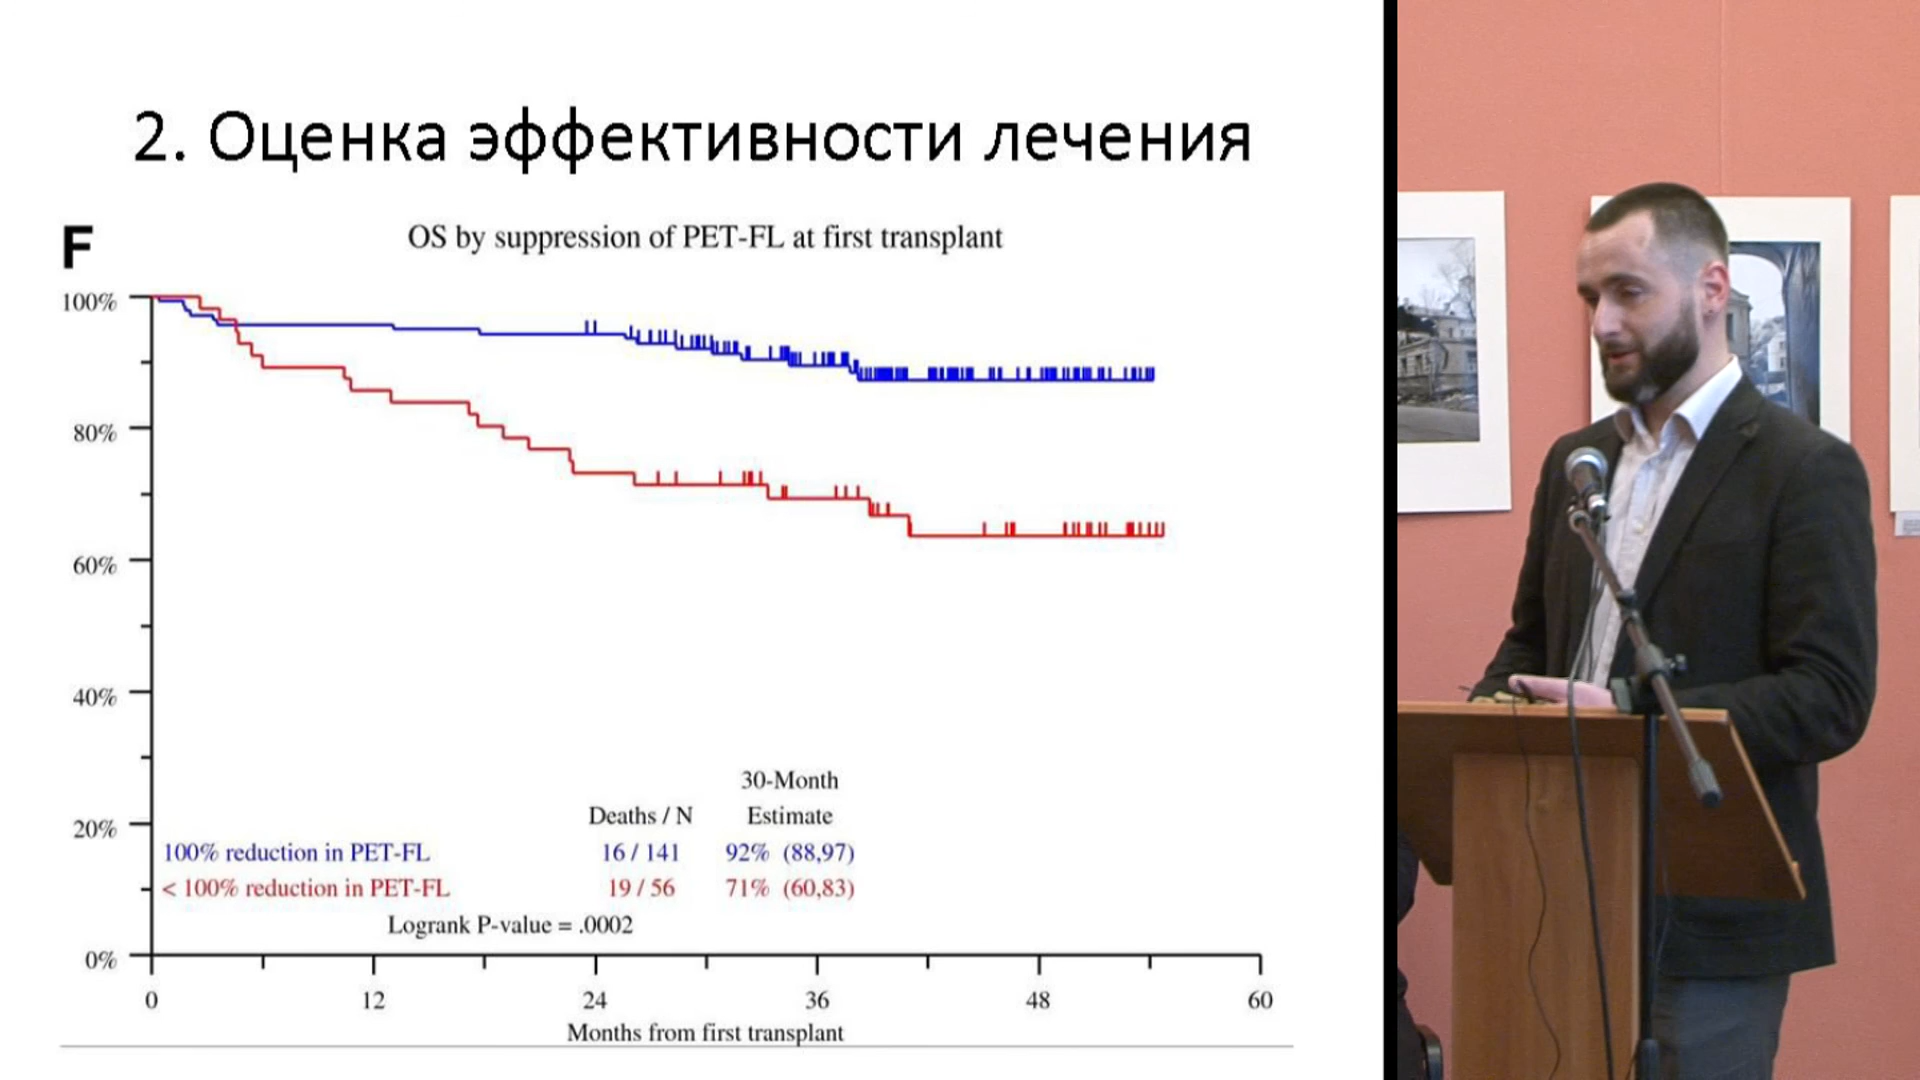 2. Оценка эффективности лечения
F
OS by suppression of PET-FL at first transplant
100%
80%
60%
40%
20%
0%
30-Month
Deaths / N Estimate
100% reduction in PET-FL 16 / 141 92% (88,97)
< 100% reduction in PET-FL 19 / 56 71% (60,83)
Logrank P-value = .0002
0 12 24 36 48 60
Months from first transplant